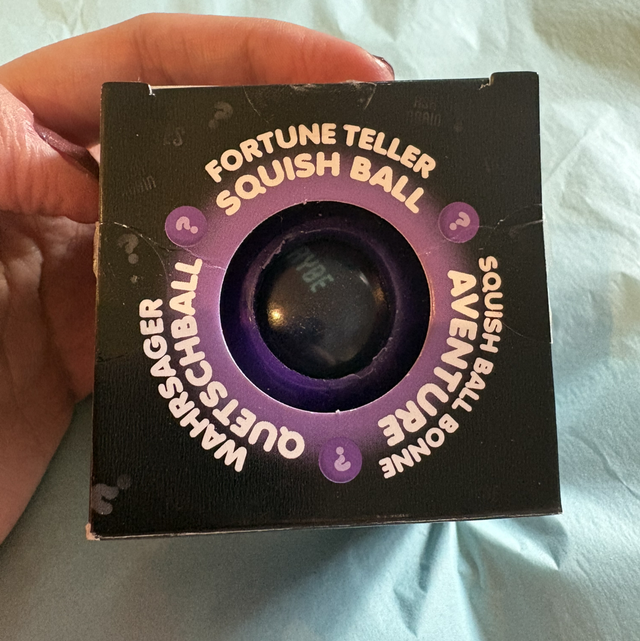 FORTUNE TELLER
SQUISH BALL
SQUISH BALL BONNE
AVENTURE
WAHRSAGER
QUETSCHBALL
?
?
?